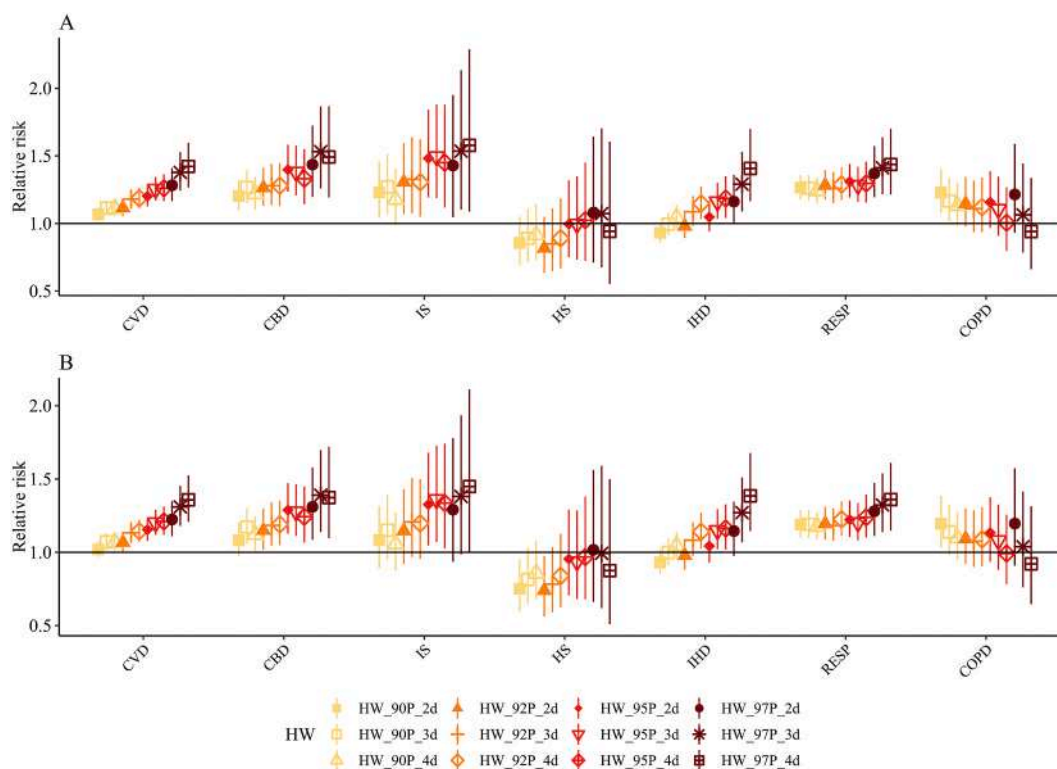 A
Relative risk
2.0
1.5
1.0
0.5
CVD CBD IS HS IHD RESP COPD
B
Relative risk
2.0
1.5
1.0
0.5
CVD CBD IS HS IHD RESP COPD
HW
HW_90P_2d HW_92P_2d HW_95P_2d HW_97P_2d
HW_90P_3d HW_92P_3d HW_95P_3d HW_97P_3d
HW_90P_4d HW_92P_4d HW_95P_4d HW_97P_4d